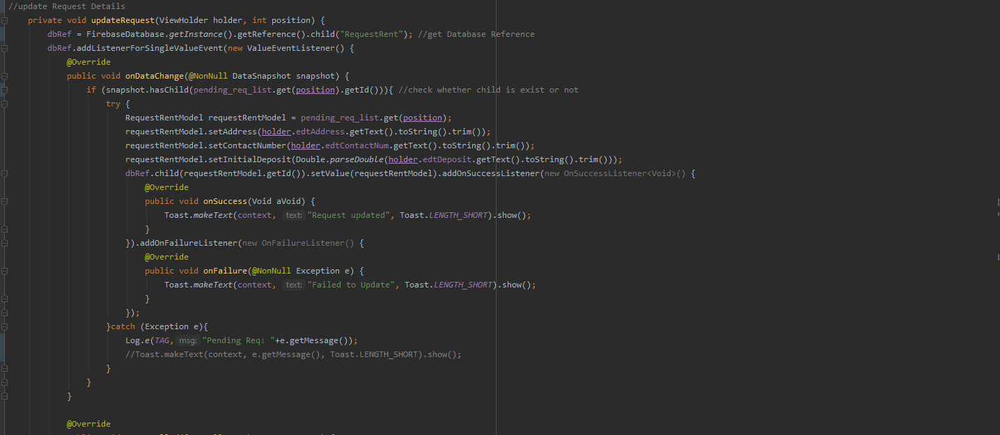 //update Request Details
private void updateRequest(ViewHolder holder, int position) {
dbRef = FirebaseDatabase.getInstance().getReference().child("RequestRent"); //get Database Reference
dbRef.addListenerForSingleValueEvent(new ValueEventListener() {
@Override
public void onDataChange(@NonNull DataSnapshot snapshot) {
if (snapshot.hasChild(pending_req_list.get(position).getId())){ //check whether child is exist or not
try {
RequestRentModel requestRentModel = pending_req_list.get(position);
requestRentModel.setAddress(holder.edtAddress.getText().toString().trim());
requestRentModel.setContactNumber(holder.edtContactNum.getText().toString().trim());
requestRentModel.setInitialDeposit(Double.parseDouble(holder.edtDeposit.getText().toString().trim()));
dbRef.child(requestRentModel.getId()).setValue(requestRentModel).addOnSuccessListener(new OnSuccessListener<Void>() {
@Override
public void onSuccess(Void aVoid) {
Toast.makeText(context, text: "Request updated", Toast.LENGTH_SHORT).show();
}
}).addOnFailureListener(new OnFailureListener() {
@Override
public void onFailure(@NonNull Exception e) {
Toast.makeText(context, text: "Failed to Update", Toast.LENGTH_SHORT).show();
}
});
}catch (Exception e){
Log.e(TAG, msg: "Pending Req: "+e.getMessage());
//Toast.makeText(context, e.getMessage(), Toast.LENGTH_SHORT).show();
}
}
}
@Override